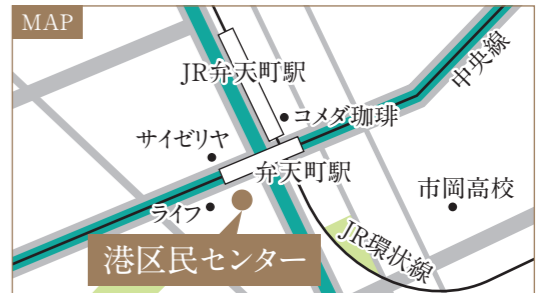 MAP
JR弁天町駅
中央線
コメダ珈琲
サイゼリヤ
弁天町駅
市岡高校
ライフ
JR環状線
港区民センター